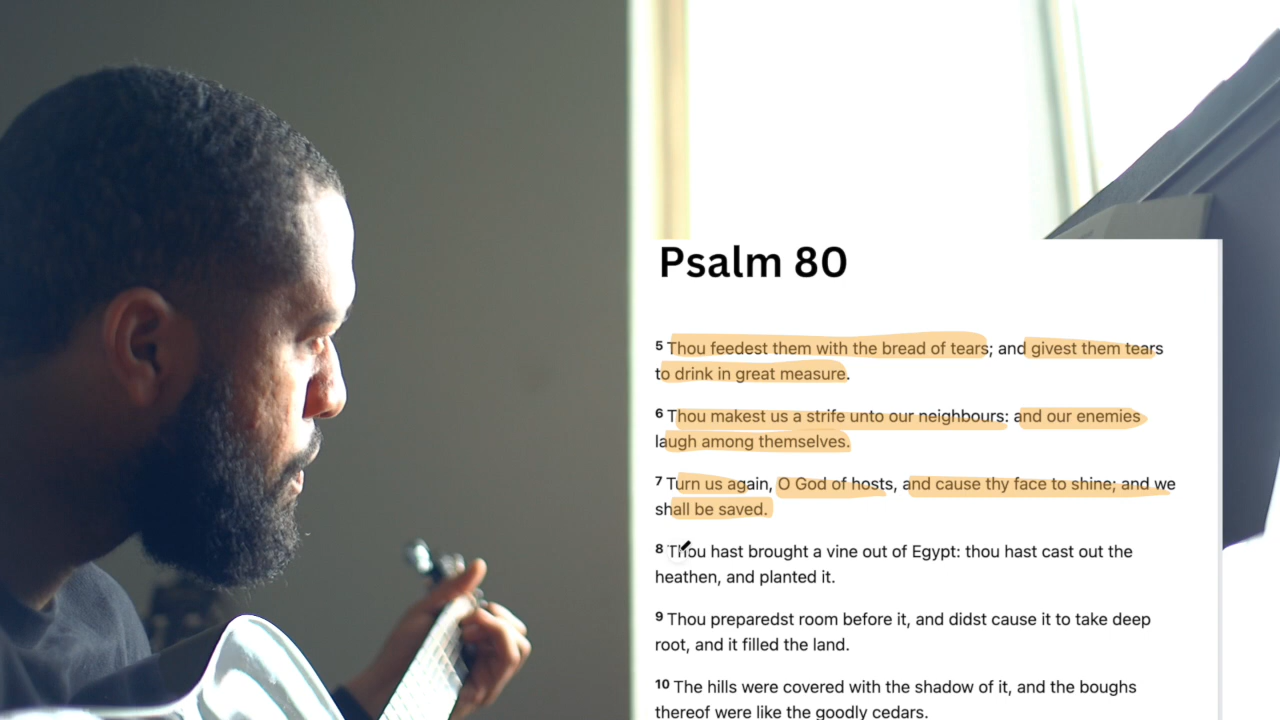 Psalm 80
5 Thou feedest them with the bread of tears; and givest them tears
to drink in great measure.
6 Thou makest us a strife unto our neighbours: and our enemies
laugh among themselves.
7 Turn us again, O God of hosts, and cause thy face to shine; and we
shall be saved.
8 Thou hast brought a vine out of Egypt: thou hast cast out the
heathen, and planted it.
9 Thou preparedst room before it, and didst cause it to take deep
root, and it filled the land.
10 The hills were covered with the shadow of it, and the boughs
thereof were like the goodly cedars.